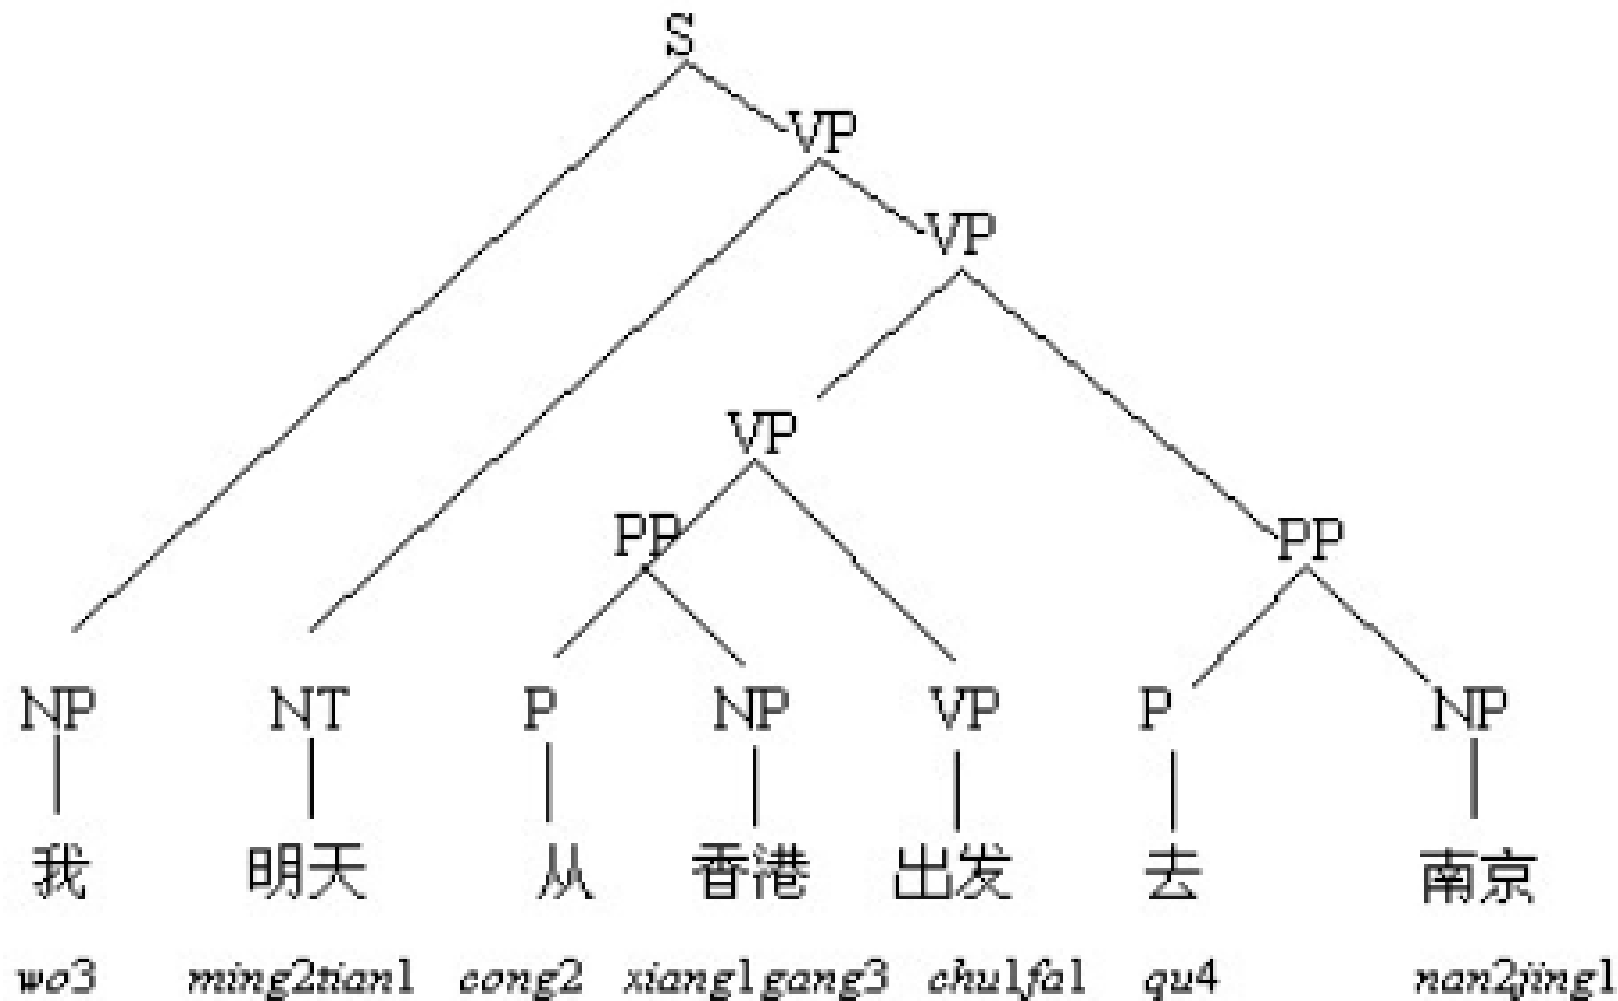 S
VP
VP
VP
PP PP
NP NT P NP VP P NP
我 明天 从 香港 出发 去 南京
wo3 ming2tian1 cong2 xiang1gang3 chu1fa1 qu4 nan2jing1